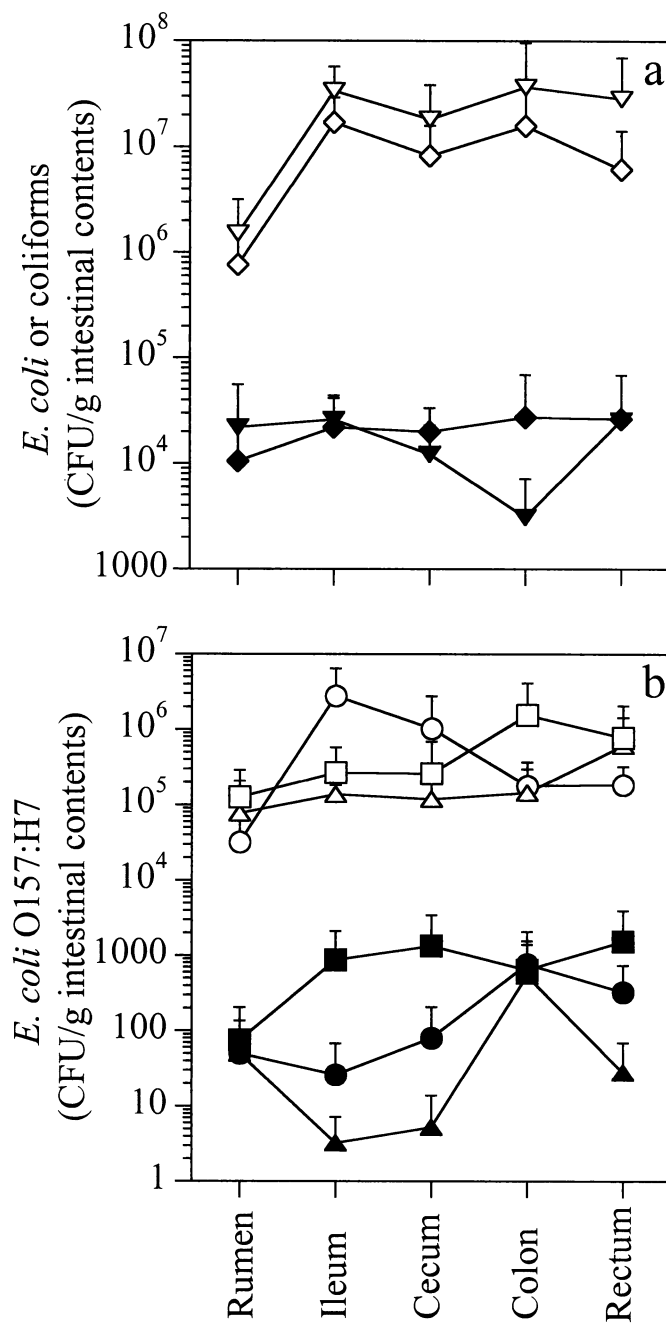 a
E. coli or coliforms
(CFU/g intestinal contents)
10^8
10^7
10^6
10^5
10^4
1000
b
E. coli O157:H7
(CFU/g intestinal contents)
10^7
10^6
10^5
10^4
1000
100
10
1
Rumen
Ileum
Cecum
Colon
Rectum